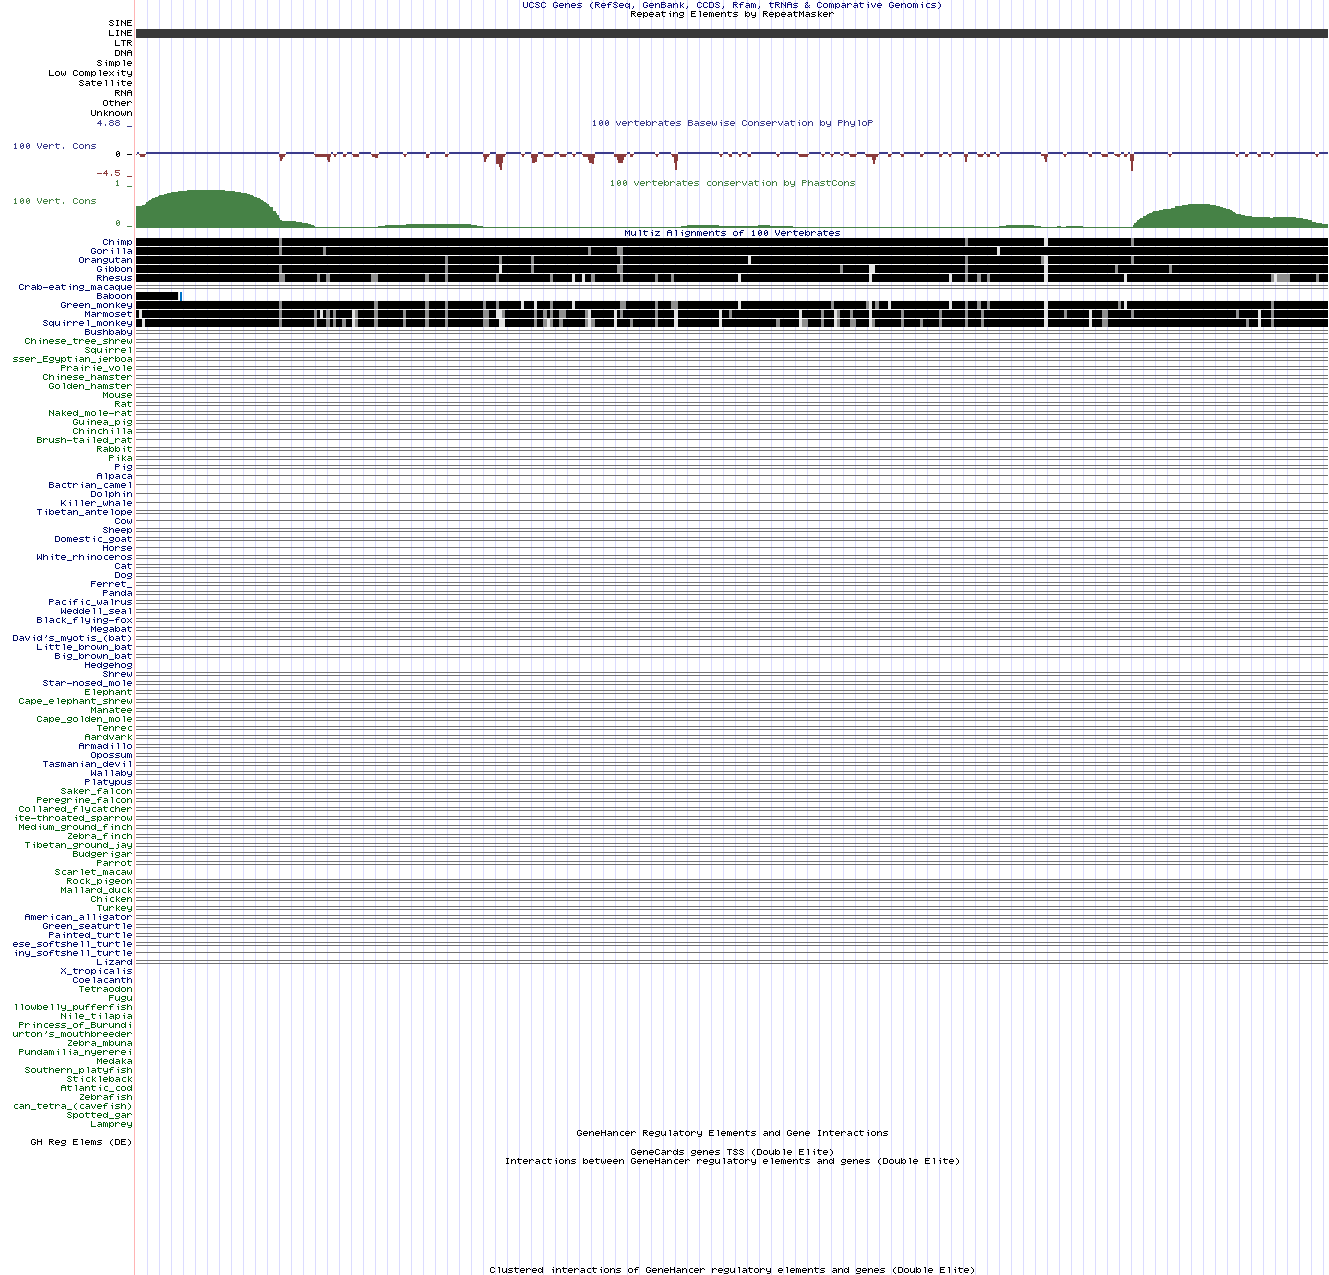 UCSC Genes (RefSeq, GenBank, CCDS, Rfam, tRNAs & Comparative Genomics)
Repeating Elements by RepeatMasker
SINE
LINE
LTR
DNA
Simple
Low Complexity
Satellite
RNA
Other
Unknown
4.88 _
100 vertebrates Basewise Conservation by PhyloP
100 Vert. Cons
0 _
-4.5 _
1 _
100 vertebrates conservation by PhastCons
100 Vert. Cons
0 _
Multiz Alignments of 100 Vertebrates
Chimp
Gorilla
Orangutan
Gibbon
Rhesus
Crab-eating_macaque
Baboon
Green_monkey
Marmoset
Squirrel_monkey
Bushbaby
Chinese_tree_shrew
Squirrel
sser_Egyptian_jerboa
Prairie_vole
Chinese_hamster
Golden_hamster
Mouse
Rat
Naked_mole-rat
Guinea_pig
Chinchilla
Brush-tailed_rat
Rabbit
Pika
Pig
Alpaca
Bactrian_camel
Dolphin
Killer_whale
Tibetan_antelope
Cow
Sheep
Domestic_goat
Horse
White_rhinoceros
Cat
Dog
Ferret_
Panda
Pacific_walrus
Weddell_seal
Black_flying-fox
Megabat
David's_myotis_(bat)
Little_brown_bat
Big_brown_bat
Hedgehog
Shrew
Star-nosed_mole
Elephant
Cape_elephant_shrew
Manatee
Cape_golden_mole
Tenrec
Aardvark
Armadillo
Opossum
Tasmanian_devil
Wallaby
Platypus
Saker_falcon
Peregrine_falcon
Collared_flycatcher
ite-throated_sparrow
Medium_ground_finch
Zebra_finch
Tibetan_ground_jay
Budgerigar
Parrot
Scarlet_macaw
Rock_pigeon
Mallard_duck
Chicken
Turkey
American_alligator
Green_seaturtle
Painted_turtle
ese_softshell_turtle
iny_softshell_turtle
Lizard
X_tropicalis
Coelacanth
Tetraodon
Fugu
llowbelly_pufferfish
Nile_tilapia
Princess_of_Burundi
urton's_mouthbreeder
Zebra_mbuna
Pundamilia_nyererei
Medaka
Southern_platyfish
Stickleback
Atlantic_cod
Zebrafish
can_tetra_(cavefish)
Spotted_gar
Lamprey
GeneHancer Regulatory Elements and Gene Interactions
GH Reg Elems (DE)
GeneCards genes TSS (Double Elite)
Interactions between GeneHancer regulatory elements and genes (Double Elite)
Clustered interactions of GeneHancer regulatory elements and genes (Double Elite)